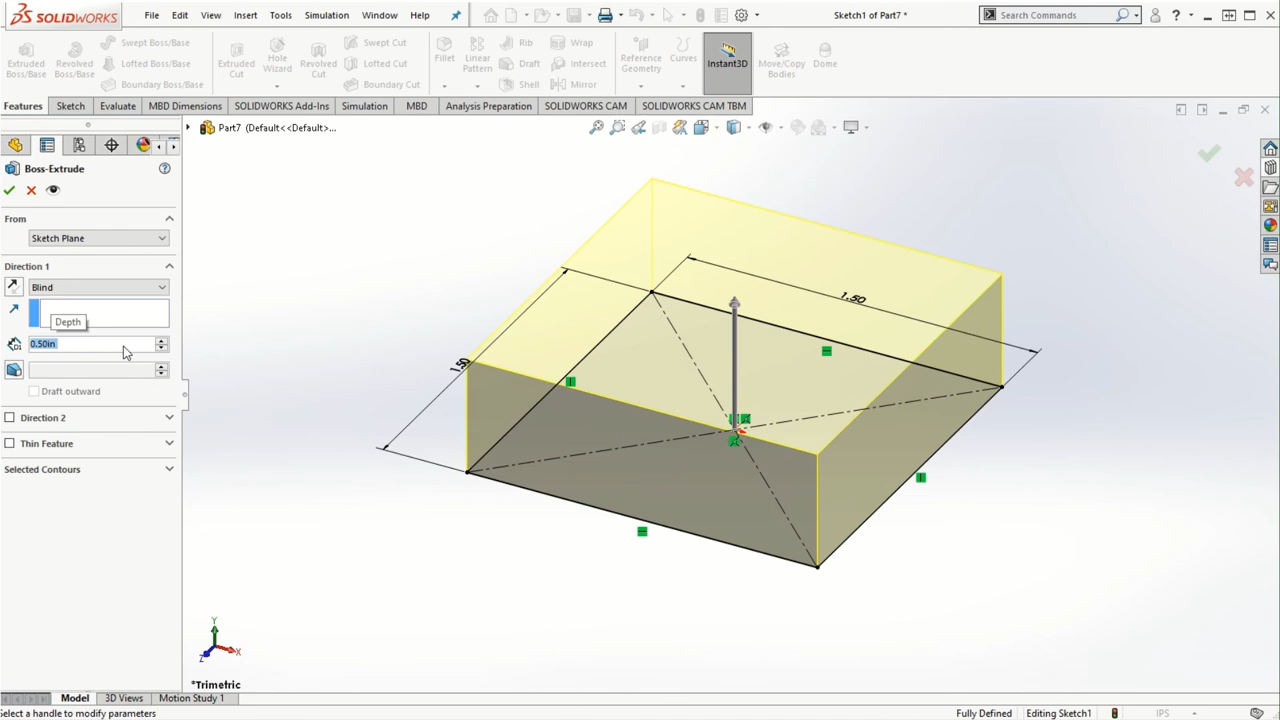 SOLIDWORKS File Edit View Insert Tools Simulation Window Help Sketch1 of Part7 * Search Commands
Extruded Boss/Base
Revolved Boss/Base
Swept Boss/Base
Lofted Boss/Base
Boundary Boss/Base
Extruded Cut
Hole Wizard
Revolved Cut
Swept Cut
Lofted Cut
Boundary Cut
Fillet
Linear Pattern
Rib
Draft
Shell
Wrap
Intersect
Mirror
Reference Geometry
Curves
Instant3D
Move/Copy Bodies
Dome
Features Sketch Evaluate MBD Dimensions SOLIDWORKS Add-Ins Simulation MBD Analysis Preparation SOLIDWORKS CAM SOLIDWORKS CAM TBM
Part7 (Default<<Default>...
Boss-Extrude
From
Sketch Plane
Direction 1
Blind
Depth
0.50in
Draft outward
Direction 2
Thin Feature
Selected Contours
1.50
1.50
Y
X
Z
*Trimetric
Model 3D Views Motion Study 1
Select a handle to modify parameters Fully Defined Editing Sketch1 IPS